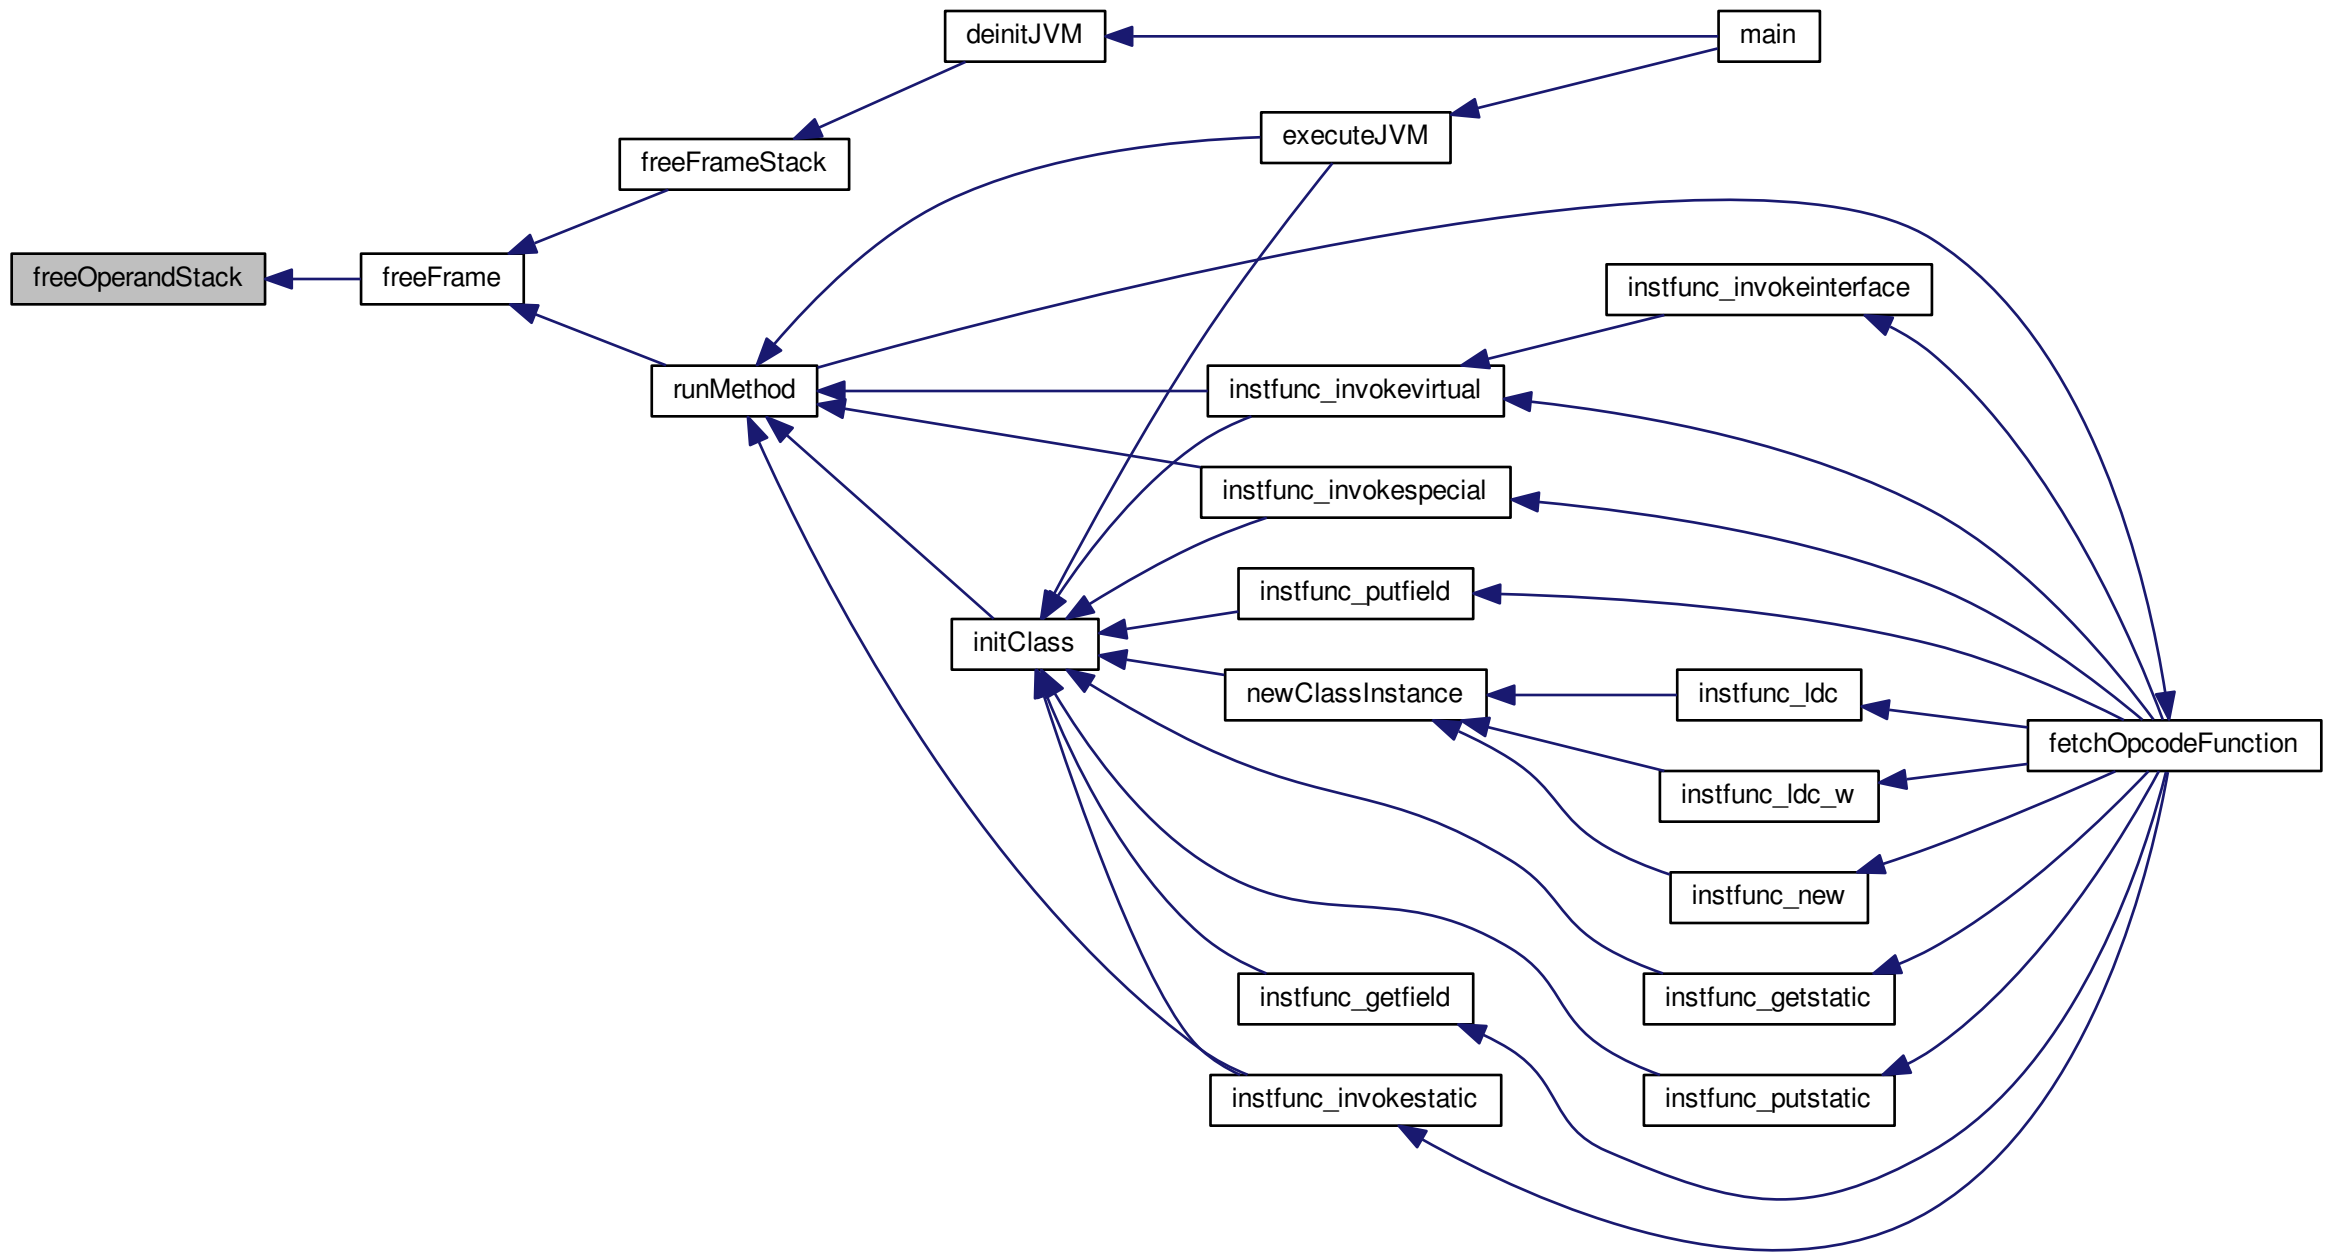 deinitJVM
main
executeJVM
freeFrameStack
freeOperandStack
freeFrame
instfunc_invokeinterface
runMethod
instfunc_invokevirtual
instfunc_invokespecial
instfunc_putfield
initClass
newClassInstance
instfunc_ldc
fetchOpcodeFunction
instfunc_ldc_w
instfunc_new
instfunc_getfield
instfunc_getstatic
instfunc_invokestatic
instfunc_putstatic